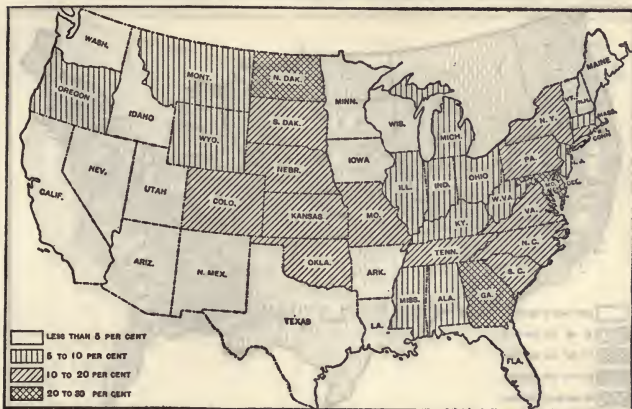 WASH.
MONT.
N. DAK.
MINN.
MAINE
VT.
N.H.
OREGON
IDAHO
WYO.
S. DAK.
WIS.
MICH.
N.Y.
MASS.
R.I.
CONN.
NEV.
UTAH
COLO.
NEBR.
IOWA
ILL.
IND.
OHIO
PA.
N.J.
DEL.
MD.
W.VA
VA.
CALIF.
KANSAS.
MO.
KY.
ARIZ.
N. MEX.
OKLA.
ARK.
TENN.
N. C.
S. C.
TEXAS
LA.
MISS.
ALA.
GA.
FLA.
LESS THAN 5 PER CENT
5 TO 10 PER CENT
10 TO 20 PER CENT
20 TO 30 PER CENT